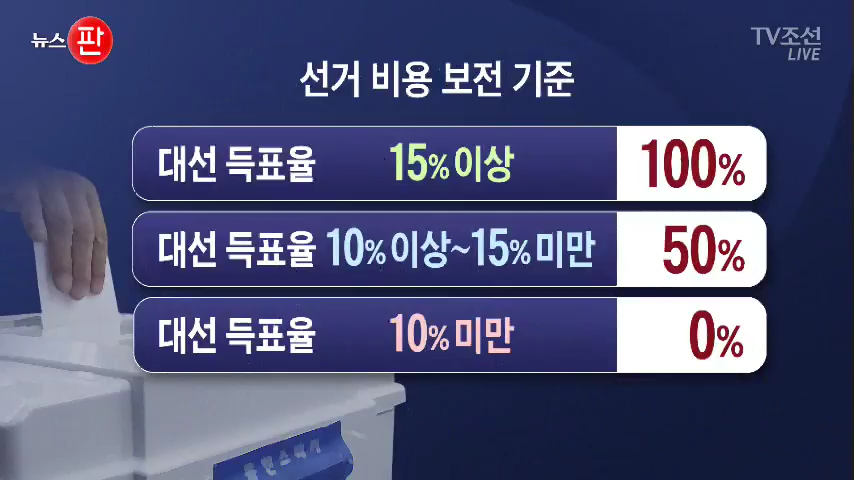 뉴스 판
TV조선
LIVE
선거 비용 보전 기준
대선 득표율 15% 이상 100%
대선 득표율 10% 이상~15% 미만 50%
대선 득표율 10% 미만 0%